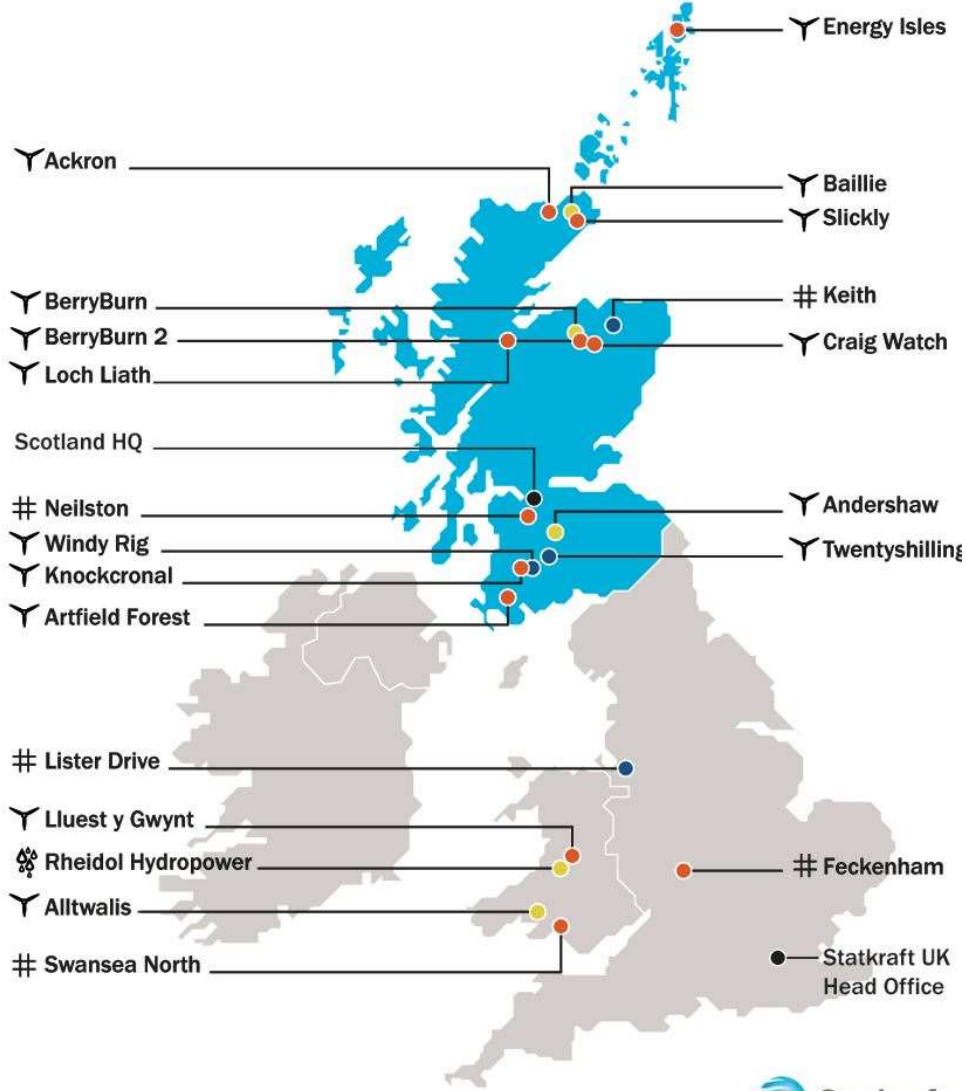 Energy Isles
Ackron
Baillie
Slickly
BerryBurn
Keith
BerryBurn 2
Craig Watch
Loch Liath
Scotland HQ
Neilston
Andershaw
Windy Rig
Twentyshilling
Knockcronal
Artfield Forest
Lister Drive
Lluest y Gwynt
Rheidol Hydropower
Feckenham
Alltwalis
Swansea North
Statkraft UK
Head Office